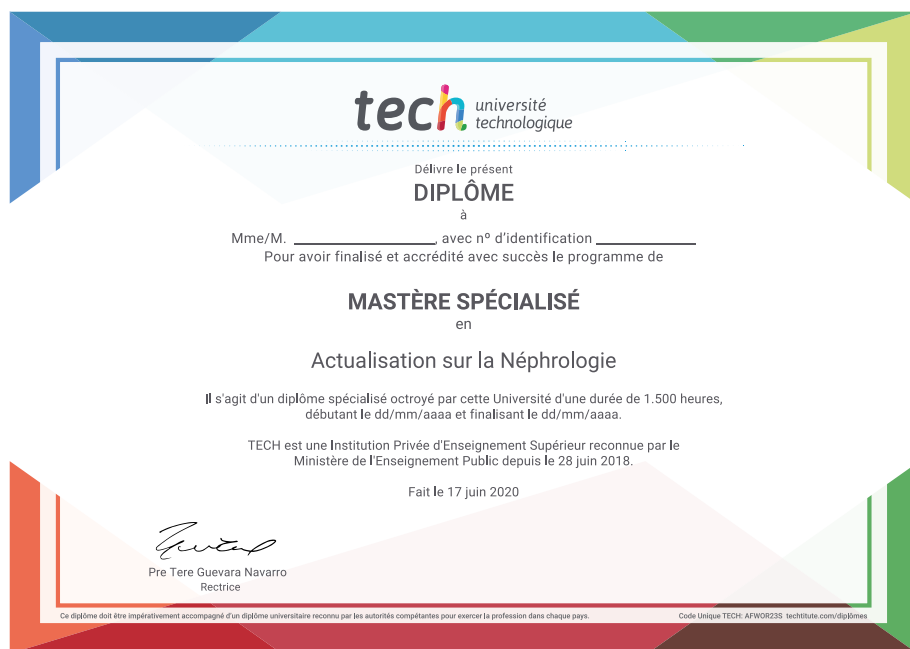 tech université
technologique
Délivre le présent
DIPLÔME
à
Mme/M. ________________, avec nº d'identification ____________
Pour avoir finalisé et accrédité avec succès le programme de
MASTÈRE SPÉCIALISÉ
en
Actualisation sur la Néphrologie
Il s'agit d'un diplôme spécialisé octroyé par cette Université d'une durée de 1.500 heures,
débutant le dd/mm/aaaa et finalisant le dd/mm/aaaa.
TECH est une Institution Privée d'Enseignement Supérieur reconnue par le
Ministère de l'Enseignement Public depuis le 28 juin 2018.
Fait le 17 juin 2020
Pre Tere Guevara Navarro
Rectrice
Ce diplôme doit être impérativement accompagné d'un diplôme universitaire reconnu par les autorités compétentes pour exercer la profession dans chaque pays.
Code Unique TECH: AFWOR23S techtitute.com/diplômes